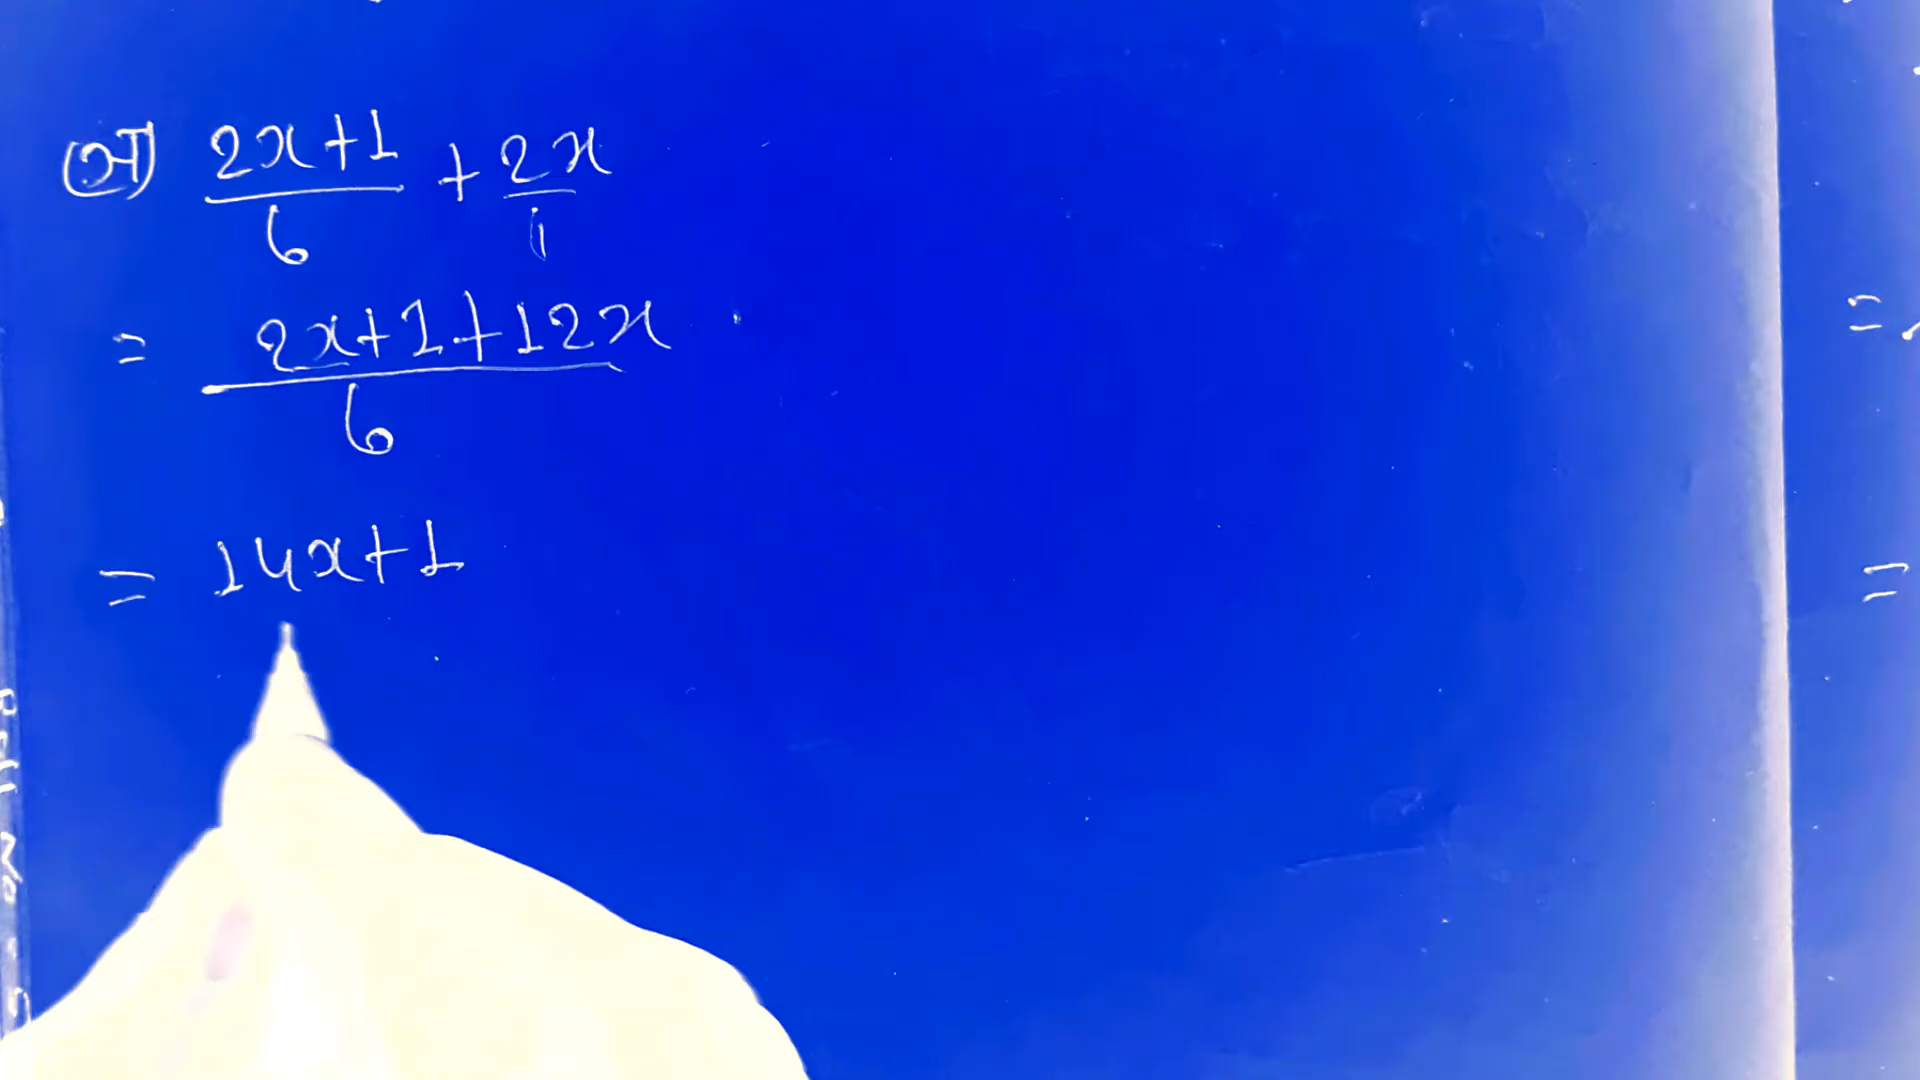 (अ) (2x+1)/6 + 2x/1
= (2x+1+12x)/6
= 14x+1
=
=